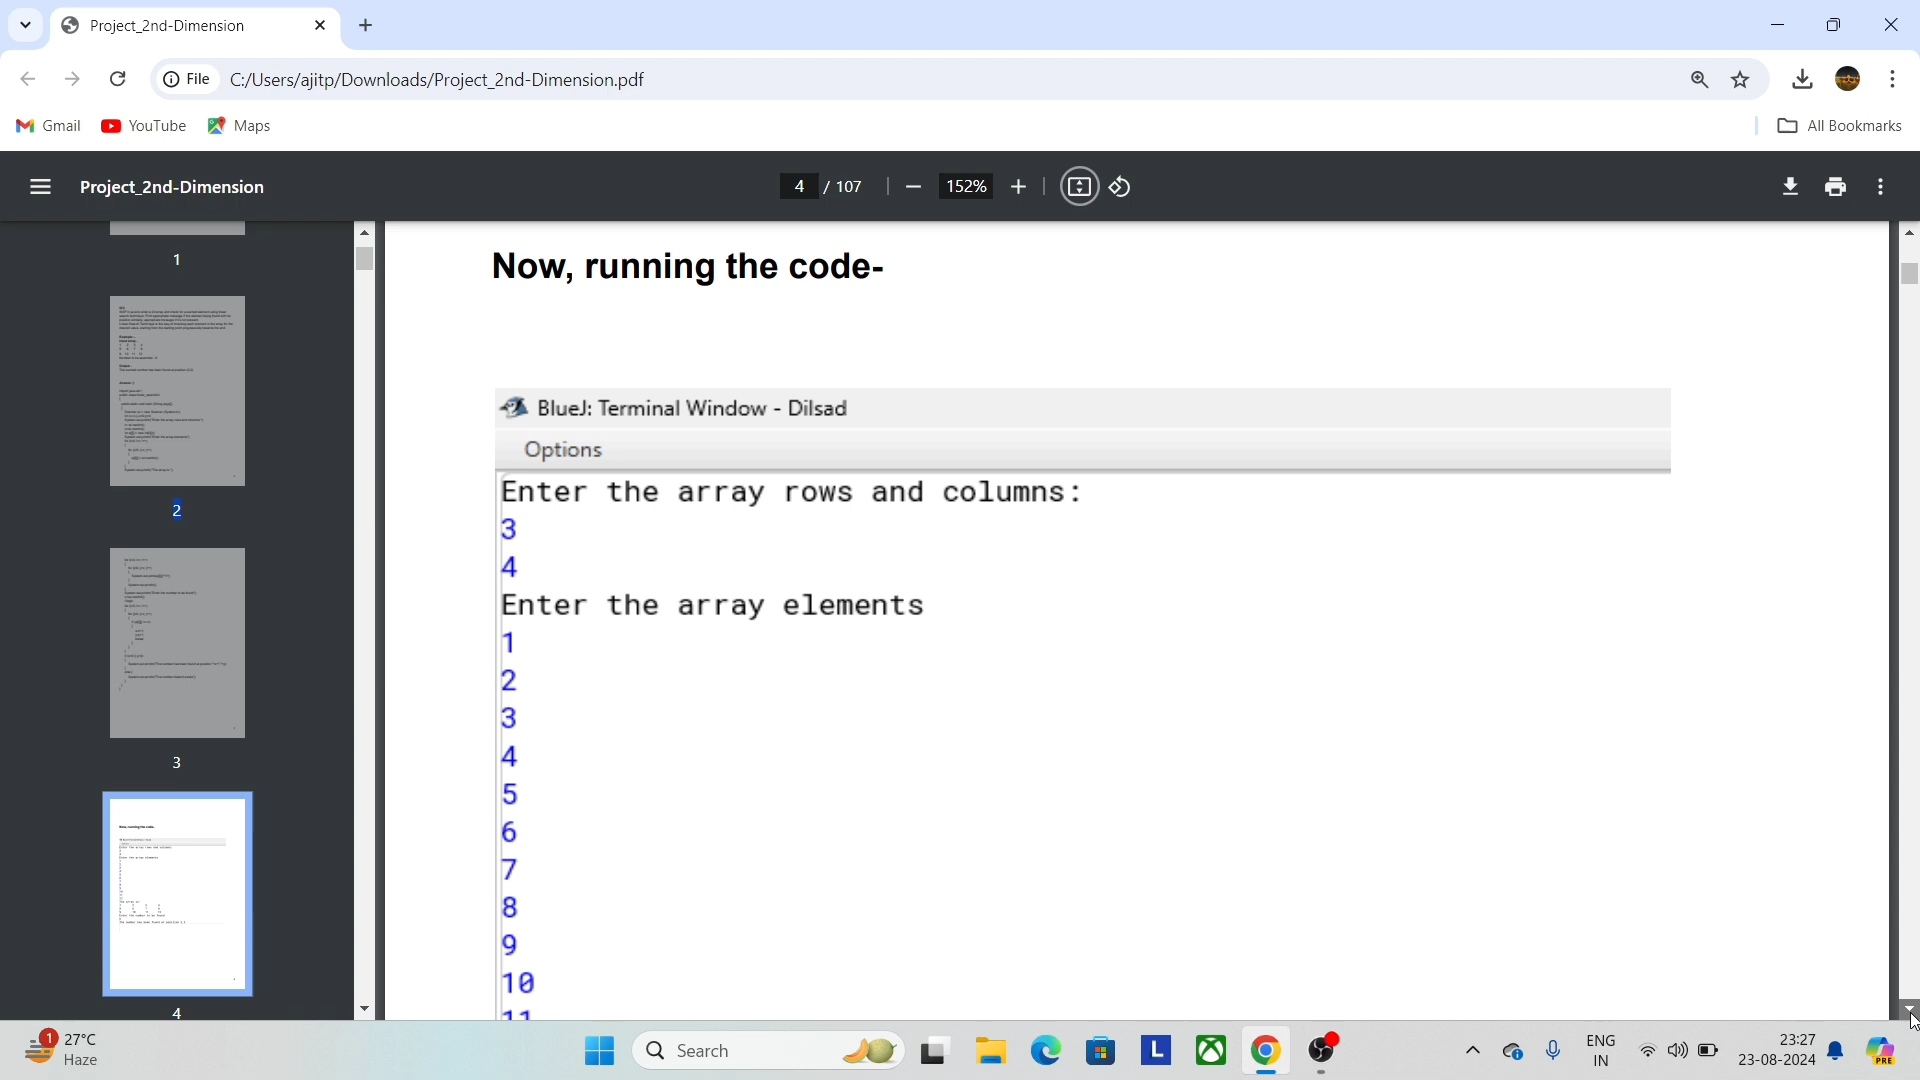 Project_2nd-Dimension
File
C:/Users/ajitp/Downloads/Project_2nd-Dimension.pdf
Gmail
YouTube
Maps
All Bookmarks
Project_2nd-Dimension
4 / 107
152%
1
2
3
4
Now, running the code-
BlueJ: Terminal Window - Dilsad
Options
Enter the array rows and columns:
3
4
Enter the array elements
1
2
3
4
5
6
7
8
9
10
11
1
27°C
Haze
Search
L
PRE
ENG
IN
23:27
23-08-2024